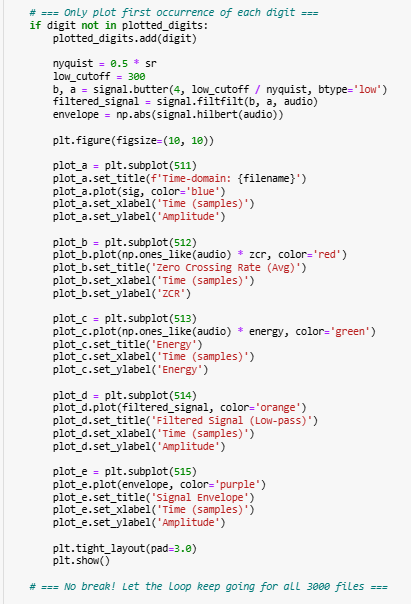 # === Only plot first occurrence of each digit ===
if digit not in plotted_digits:
    plotted_digits.add(digit)

    nyquist = 0.5 * sr
    low_cutoff = 300
    b, a = signal.butter(4, low_cutoff / nyquist, btype='low')
    filtered_signal = signal.filtfilt(b, a, audio)
    envelope = np.abs(signal.hilbert(audio))

    plt.figure(figsize=(10, 10))

    plot_a = plt.subplot(511)
    plot_a.set_title(f'Time-domain: {filename}')
    plot_a.plot(sig, color='blue')
    plot_a.set_xlabel('Time (samples)')
    plot_a.set_ylabel('Amplitude')

    plot_b = plt.subplot(512)
    plot_b.plot(np.ones_like(audio) * zcr, color='red')
    plot_b.set_title('Zero Crossing Rate (Avg)')
    plot_b.set_xlabel('Time (samples)')
    plot_b.set_ylabel('ZCR')

    plot_c = plt.subplot(513)
    plot_c.plot(np.ones_like(audio) * energy, color='green')
    plot_c.set_title('Energy')
    plot_c.set_xlabel('Time (samples)')
    plot_c.set_ylabel('Energy')

    plot_d = plt.subplot(514)
    plot_d.plot(filtered_signal, color='orange')
    plot_d.set_title('Filtered Signal (Low-pass)')
    plot_d.set_xlabel('Time (samples)')
    plot_d.set_ylabel('Amplitude')

    plot_e = plt.subplot(515)
    plot_e.plot(envelope, color='purple')
    plot_e.set_title('Signal Envelope')
    plot_e.set_xlabel('Time (samples)')
    plot_e.set_ylabel('Amplitude')

    plt.tight_layout(pad=3.0)
    plt.show()

# === No break! Let the loop keep going for all 3000 files ===